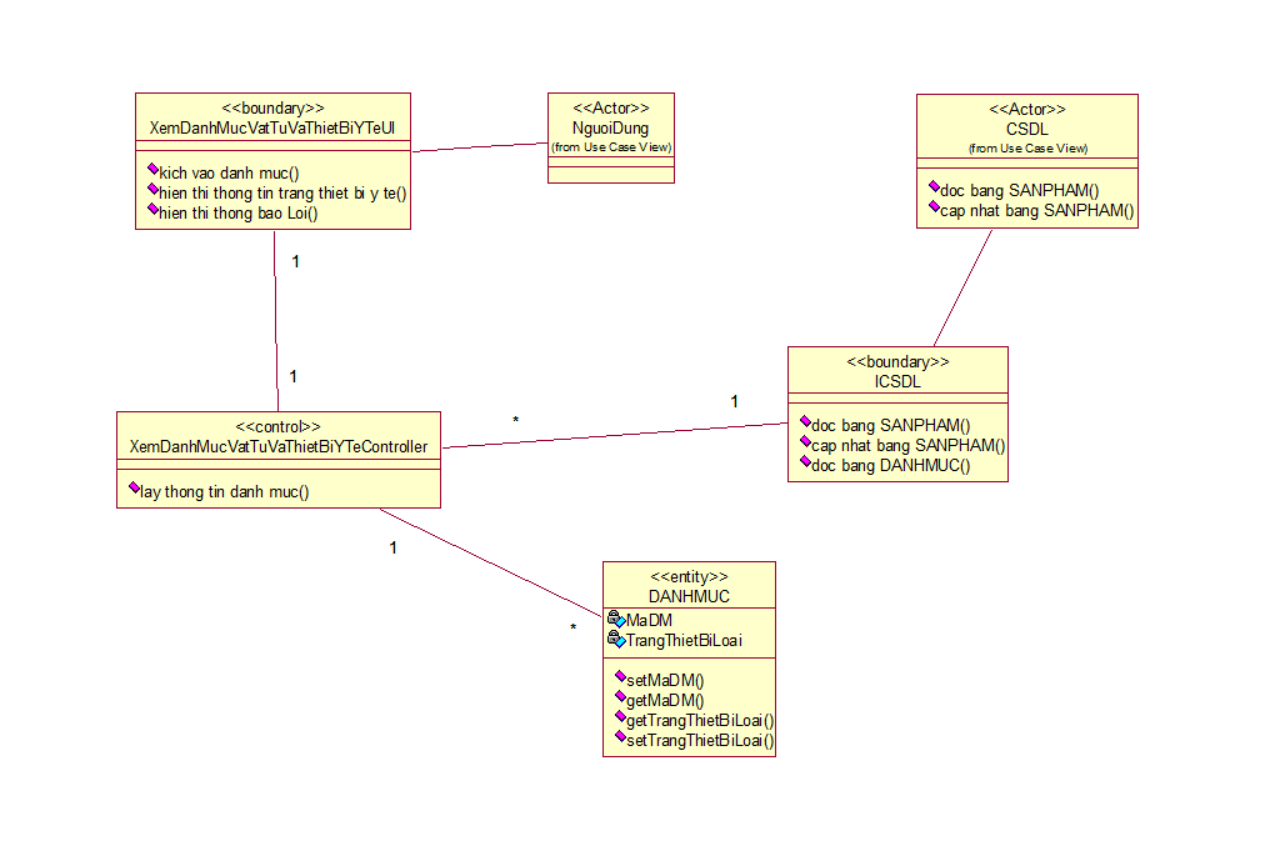 <<boundary>>
XemDanhMucVatTuVaThietBiYTeUI
kich vao danh muc()
hien thi thong tin trang thiet bi y te()
hien thi thong bao Loi()
<<Actor>>
NguoiDung
(from Use Case View)
<<Actor>>
CSDL
(from Use Case View)
doc bang SANPHAM()
cap nhat bang SANPHAM()
1
1
<<control>>
XemDanhMucVatTuVaThietBiYTeController
lay thong tin danh muc()
*
1
<<boundary>>
ICSDL
doc bang SANPHAM()
cap nhat bang SANPHAM()
doc bang DANHMUC()
1
*
<<entity>>
DANHMUC
MaDM
TrangThietBiLoai
setMaDM()
getMaDM()
getTrangThietBiLoai()
setTrangThietBiLoai()